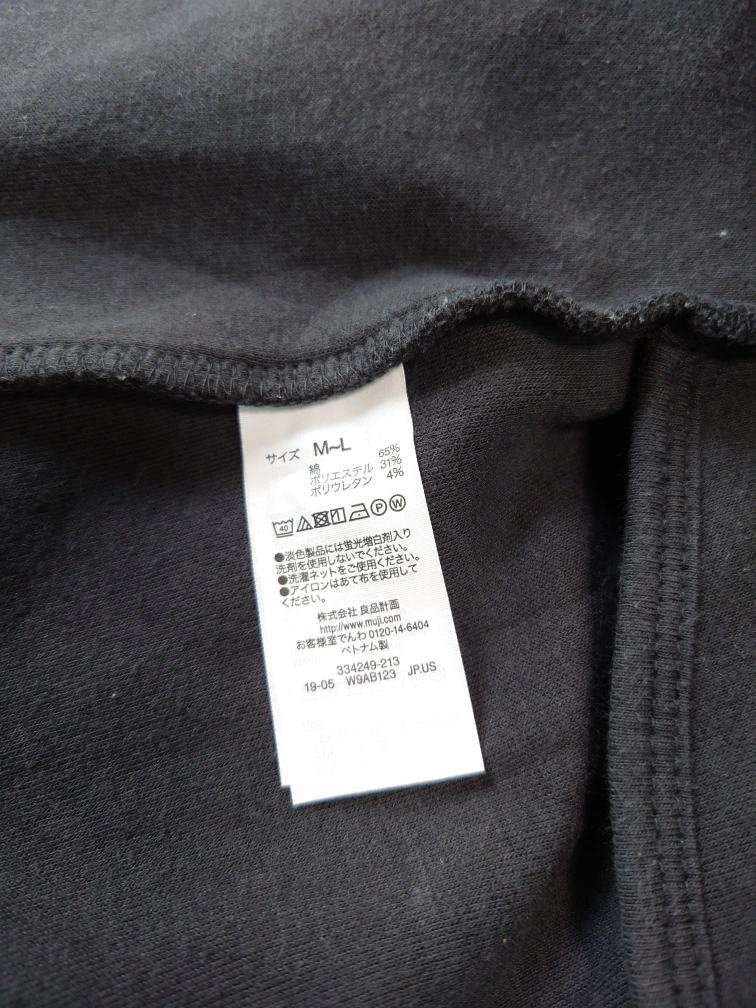 サイズ M~L
綿 65%
ポリエステル 31%
ポリウレタン 4%
40 P W
●淡色製品には蛍光増白剤入り
洗剤を使用しないでください。
●洗濯ネットをご使用ください。
●アイロンはあて布を使用して
ください。
株式会社 良品計画
http://www.muji.com
お客様室でんわ 0120-14-6404
ベトナム製
334249-213
19-05 W9AB123 JP.US